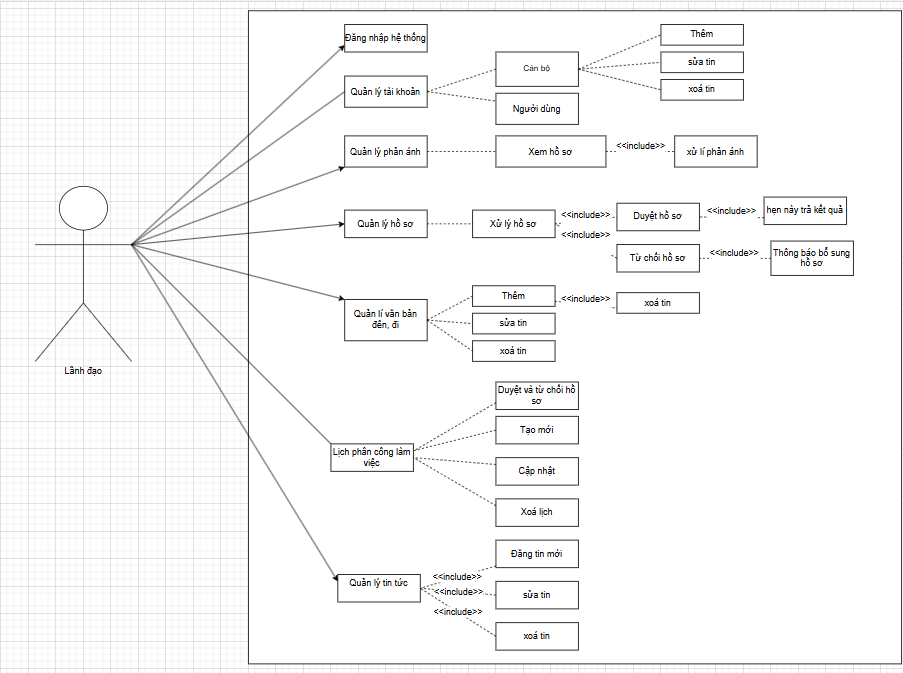 Đăng nhập hệ thống
Quản lý tài khoản
Cán bộ
Người dùng
Thêm
sửa tin
xoá tin
Quản lý phản ánh
Xem hồ sơ
<<include>>
xử lí phản ánh
Quản lý hồ sơ
Xử lý hồ sơ
<<include>>
<<include>>
Duyệt hồ sơ
<<include>>
hẹn này trả kết quả
Từ chối hồ sơ
<<include>>
Thông báo bổ sung
hồ sơ
Quản lí văn bản
đến, đi
Thêm
<<include>>
xoá tin
sửa tin
xoá tin
Lãnh đạo
Lịch phân công làm
việc
Duyệt và từ chối hồ
sơ
Tạo mới
Cập nhật
Xoá lịch
Quản lý tin tức
<<include>>
<<include>>
<<include>>
Đăng tin mới
sửa tin
xoá tin